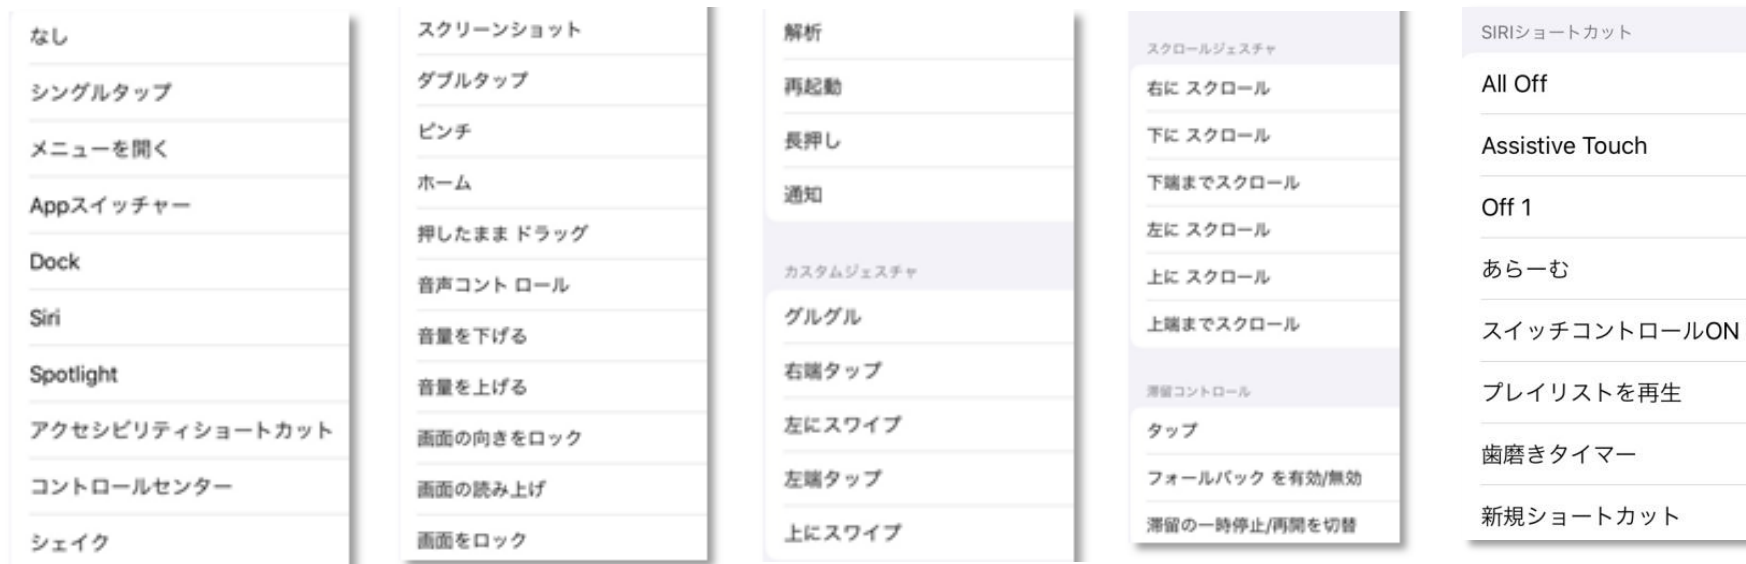 なし
シングルタップ
メニューを開く
Appスイッチャー
Dock
Siri
Spotlight
アクセシビリティショートカット
コントロールセンター
シェイク
スクリーンショット
ダブルタップ
ピンチ
ホーム
押したまま ドラッグ
音声コント ロール
音量を下げる
音量を上げる
画面の向きをロック
画面の読み上げ
画面をロック
解析
再起動
長押し
通知
カスタムジェスチャ
グルグル
右端タップ
左にスワイプ
左端タップ
上にスワイプ
スクロールジェスチャ
右に スクロール
下に スクロール
下端までスクロール
左に スクロール
上に スクロール
上端までスクロール
滞留コントロール
タップ
フォールバック を有効/無効
滞留の一時停止/再開を切替
SIRIショートカット
All Off
Assistive Touch
Off 1
あらーむ
スイッチコントロールON
プレイリストを再生
歯磨きタイマー
新規ショートカット